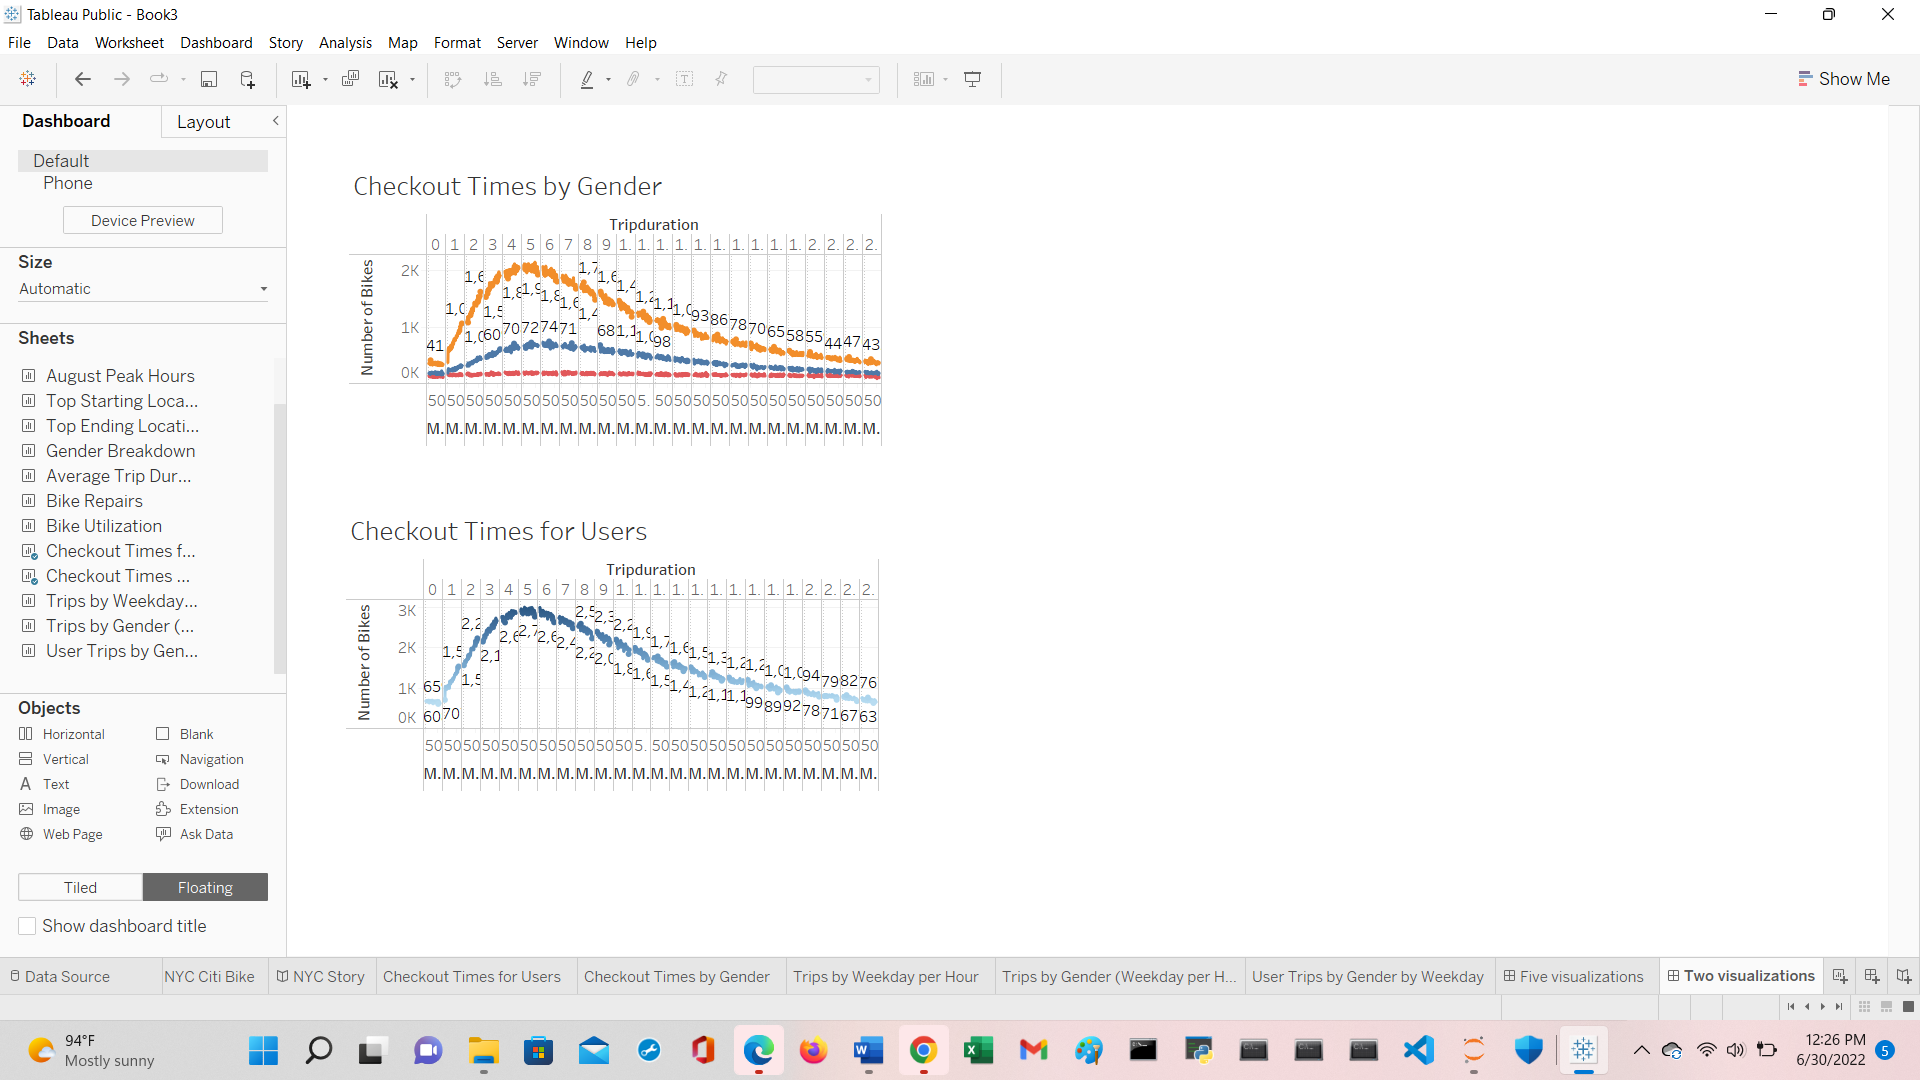 Tableau Public - Book3
File Data Worksheet Dashboard Story Analysis Map Format Server Window Help
Show Me
Dashboard Layout
Default
Phone
Device Preview
Size
Automatic
Sheets
August Peak Hours
Top Starting Loca...
Top Ending Locati...
Gender Breakdown
Average Trip Dur...
Bike Repairs
Bike Utilization
Checkout Times f...
Checkout Times ...
Trips by Weekday...
Trips by Gender (...
User Trips by Gen...
Objects
Horizontal Blank
Vertical Navigation
Text Download
Image Extension
Web Page Ask Data
Tiled Floating
Show dashboard title
Checkout Times by Gender
Tripduration
0 1 2 3 4 5 6 7 8 9 1. 1. 1. 1. 1. 1. 1. 1. 1. 1. 2. 2. 2. 2.
Number of Bikes
2K
1K
0K
41 1,0 1,6 1,0 1,5 60 1,8 70 1,9 72 1,8 74 1,6 71 1,7 1,4 1,6 68 1,4 1,1 1,2 1,0 1,1 98 1,0 93 86 78 70 65 58 55 44 47 43
50 50 50 50 50 50 50 50 50 50 50 5. 50 50 50 50 50 50 50 50 50 50 50 50
M. M. M. M. M. M. M. M. M. M. M. M. M. M. M. M. M. M. M. M. M. M. M. M.
Checkout Times for Users
Tripduration
0 1 2 3 4 5 6 7 8 9 1. 1. 1. 1. 1. 1. 1. 1. 1. 1. 2. 2. 2. 2.
Number of Bikes
3K
2K
1K
0K
65 60 1,5 70 2,2 1,5 2,1 2,6 2,7 2,6 2,4 2,5 2,2 2,3 2,0 2,2 1,8 1,9 1,6 1,7 1,5 1,6 1,4 1,5 1,2 1,3 1,1 1,2 1,1 1,2 99 1,0 89 1,0 92 94 78 79 71 82 67 76 63
50 50 50 50 50 50 50 50 50 50 50 5. 50 50 50 50 50 50 50 50 50 50 50 50
M. M. M. M. M. M. M. M. M. M. M. M. M. M. M. M. M. M. M. M. M. M. M. M.
Data Source NYC Citi Bike NYC Story Checkout Times for Users Checkout Times by Gender Trips by Weekday per Hour Trips by Gender (Weekday per H... User Trips by Gender by Weekday Five visualizations Two visualizations
94°F
Mostly sunny
12:26 PM
6/30/2022
5